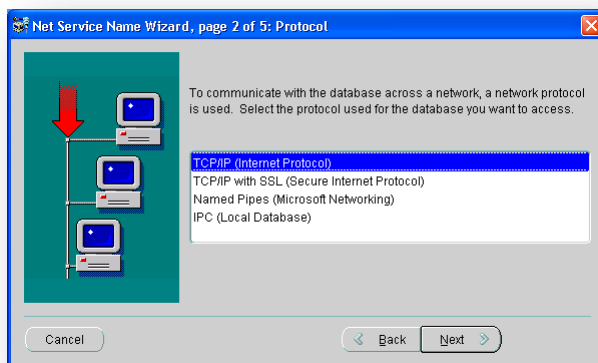 Net Service Name Wizard, page 2 of 5: Protocol
To communicate with the database across a network, a network protocol
is used. Select the protocol used for the database you want to access.
TCP/IP (Internet Protocol)
TCP/IP with SSL (Secure Internet Protocol)
Named Pipes (Microsoft Networking)
IPC (Local Database)
Cancel
Back
Next